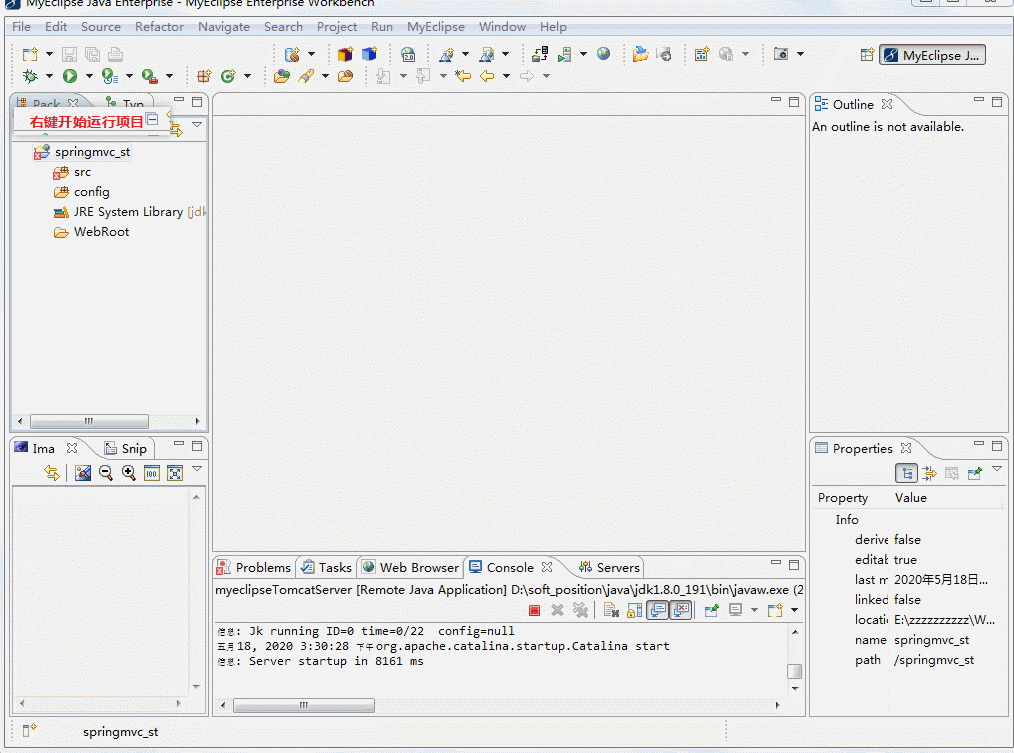 MyEclipse Java Enterprise - MyEclipse Enterprise Workbench
File Edit Source Refactor Navigate Search Project Run MyEclipse Window Help
MyEclipse J...
Pack Typ
右键开始运行项目
springmvc_st
src
config
JRE System Library [jdk
WebRoot
Outline
An outline is not available.
Ima Snip
Properties
Property Value
Info
derive false
editab true
last m 2020年5月18日...
linked false
locatio E:\zzzzzzzzzz\W...
name springmvc_st
path /springmvc_st
Problems Tasks Web Browser Console Servers
myeclipseTomcatServer [Remote Java Application] D:\soft_position\java\jdk1.8.0_191\bin\javaw.exe (2
信息: Jk running ID=0 time=0/22 config=null
五月18, 2020 3:30:28 下午org.apache.catalina.startup.Catalina start
信息: Server startup in 8161 ms
springmvc_st